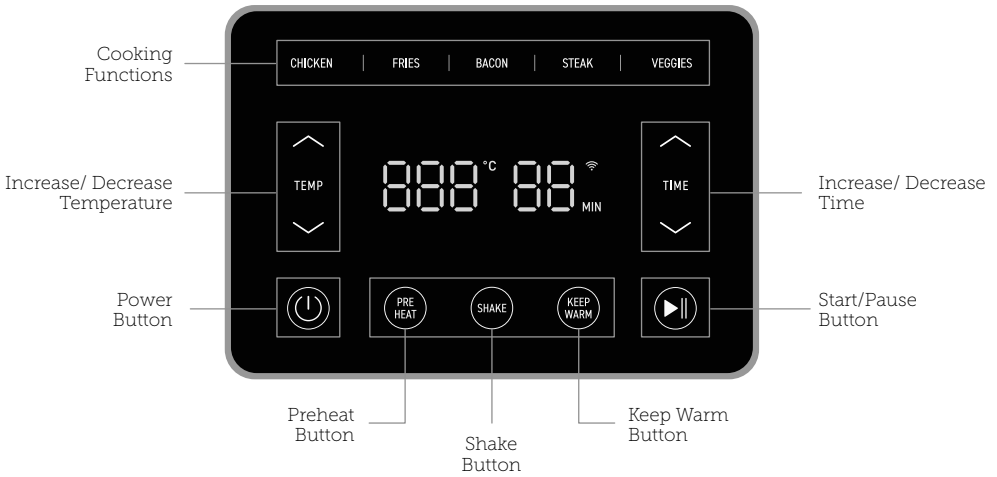 Cooking
Functions
CHICKEN | FRIES | BACON | STEAK | VEGGIES
Increase/ Decrease
Temperature
TEMP
888 °C 88 MIN
TIME
Increase/ Decrease
Time
Power
Button
PRE
HEAT
SHAKE
KEEP
WARM
Start/Pause
Button
Preheat
Button
Shake
Button
Keep Warm
Button